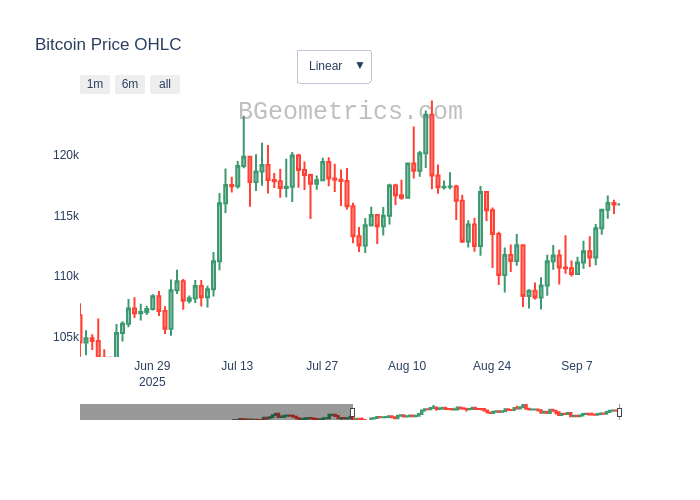 Bitcoin Price OHLC
Linear ▼
1m 6m all
BGeometrics.com
120k
115k
110k
105k
Jun 29 Jul 13 Jul 27 Aug 10 Aug 24 Sep 7
2025